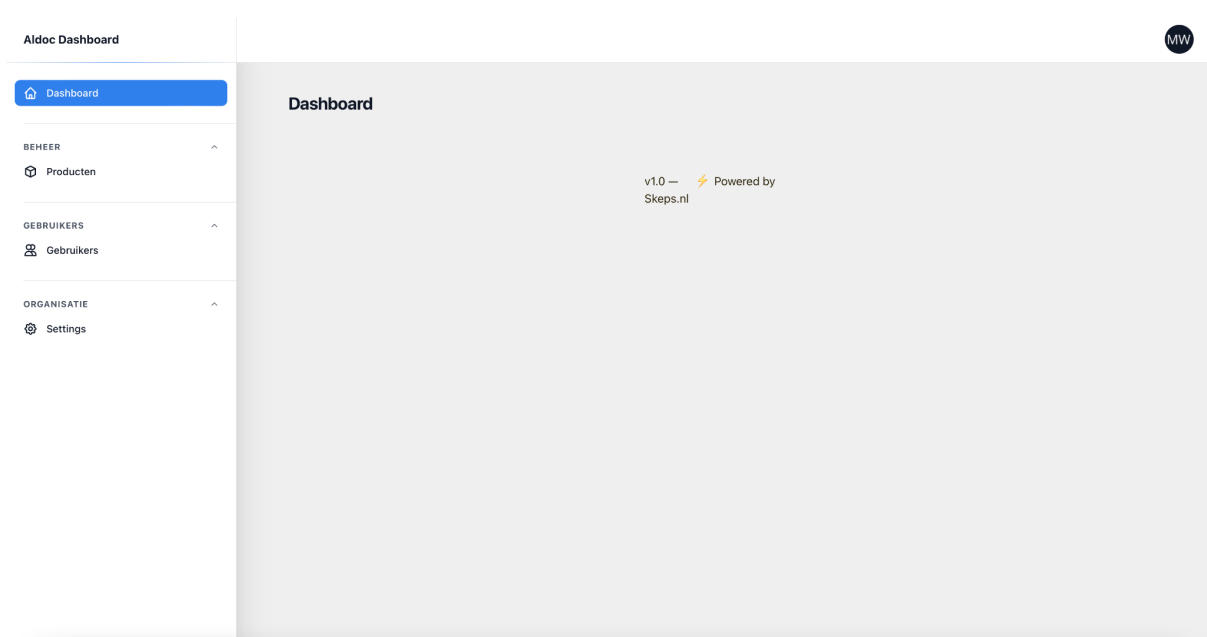 Aldoc Dashboard
MW
Dashboard
BEHEER
Producten
GEBRUIKERS
Gebruikers
ORGANISATIE
Settings
Dashboard
v1.0 — ⚡ Powered by
Skeps.nl